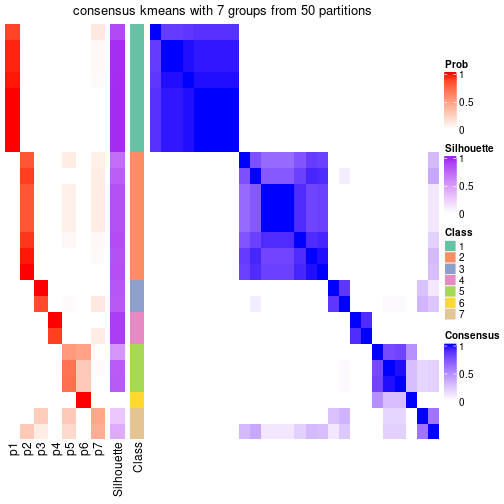 consensus kmeans with 7 groups from 50 partitions
Prob
1
0.5
0
Silhouette
1
0.5
0
Class
1
2
3
4
5
6
7
Consensus
1
0.5
0
p1
p2
p3
p4
p5
p6
p7
Silhouette
Class